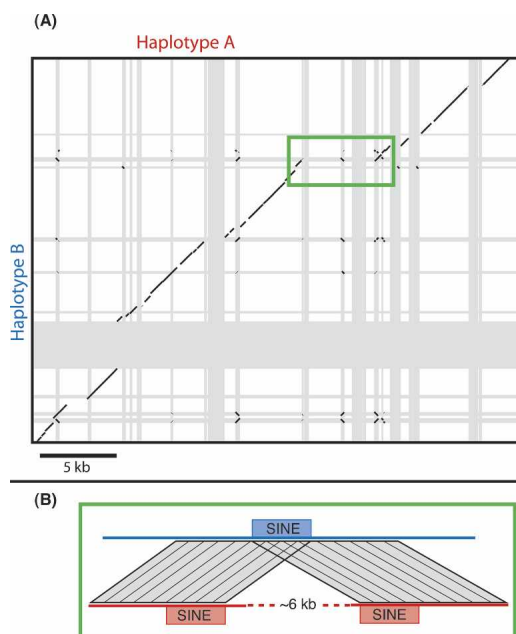 (A)
Haplotype A
Haplotype B
5 kb
(B)
SINE
~6 kb
SINE
SINE